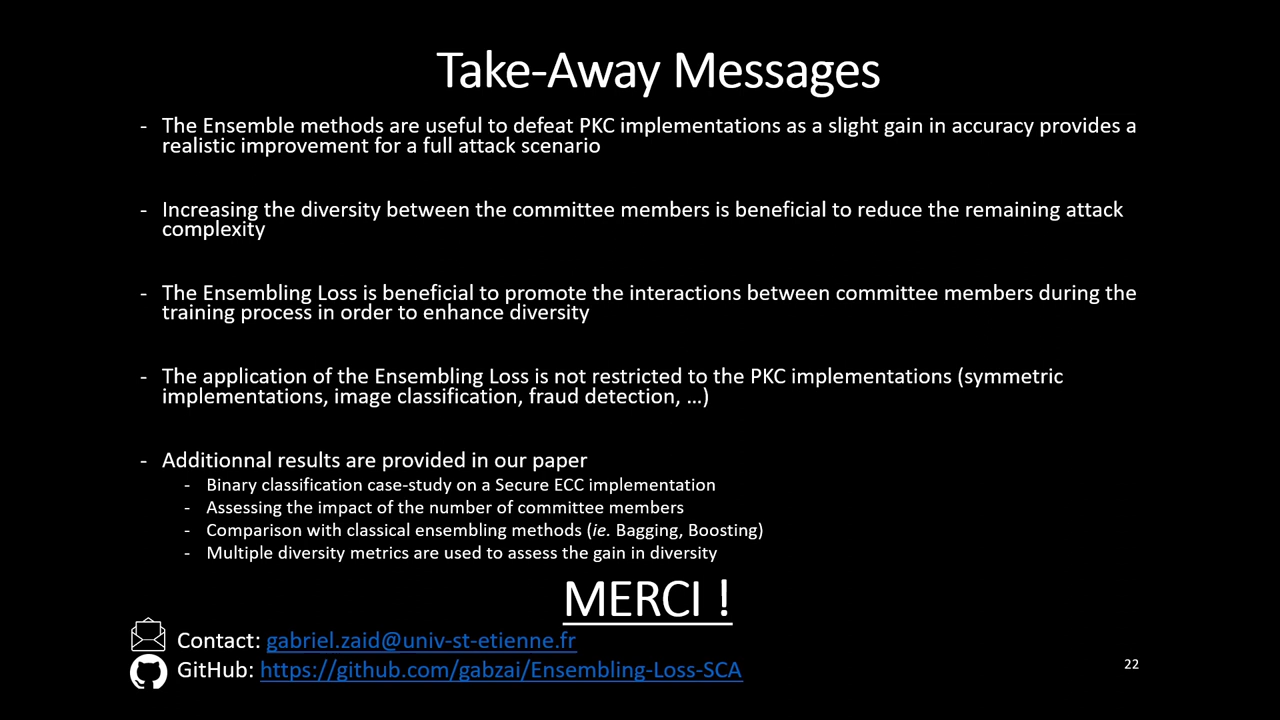 Take-Away Messages
- The Ensemble methods are useful to defeat PKC implementations as a slight gain in accuracy provides a
realistic improvement for a full attack scenario
- Increasing the diversity between the committee members is beneficial to reduce the remaining attack
complexity
- The Ensembling Loss is beneficial to promote the interactions between committee members during the
training process in order to enhance diversity
- The application of the Ensembling Loss is not restricted to the PKC implementations (symmetric
implementations, image classification, fraud detection, …)
- Additionnal results are provided in our paper
- Binary classification case-study on a Secure ECC implementation
- Assessing the impact of the number of committee members
- Comparison with classical ensembling methods (ie. Bagging, Boosting)
- Multiple diversity metrics are used to assess the gain in diversity
MERCI !
Contact: gabriel.zaid@univ-st-etienne.fr
GitHub: https://github.com/gabzai/Ensembling-Loss-SCA
22